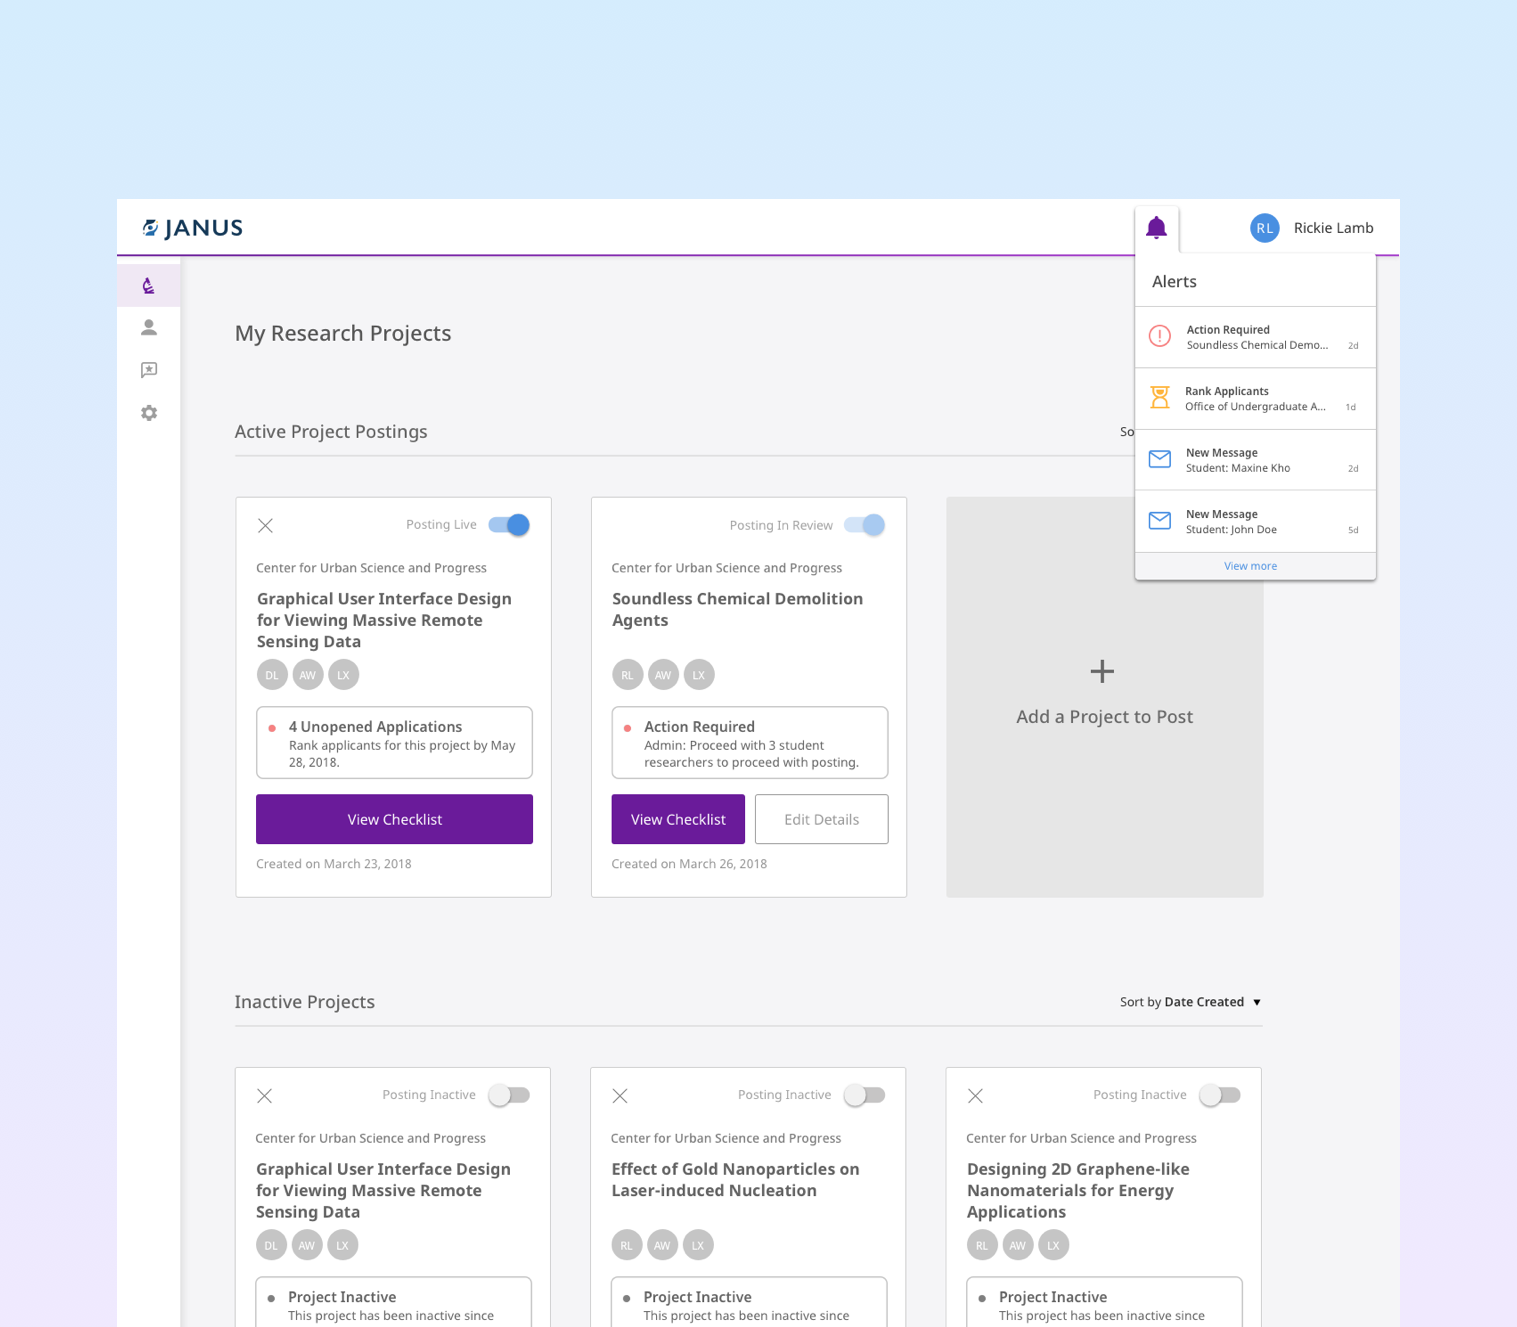 JANUS
RL
Rickie Lamb
Alerts
Action Required
Soundless Chemical Demo...
2d
Rank Applicants
Office of Undergraduate A...
1d
New Message
Student: Maxine Kho
2d
New Message
Student: John Doe
5d
View more
My Research Projects
Active Project Postings
So
Posting Live
Center for Urban Science and Progress
Graphical User Interface Design
for Viewing Massive Remote
Sensing Data
DL AW LX
4 Unopened Applications
Rank applicants for this project by May
28, 2018.
View Checklist
Created on March 23, 2018
Posting In Review
Center for Urban Science and Progress
Soundless Chemical Demolition
Agents
RL AW LX
Action Required
Admin: Proceed with 3 student
researchers to proceed with posting.
View Checklist
Edit Details
Created on March 26, 2018
Add a Project to Post
Inactive Projects
Sort by Date Created
Posting Inactive
Center for Urban Science and Progress
Graphical User Interface Design
for Viewing Massive Remote
Sensing Data
DL AW LX
Project Inactive
This project has been inactive since
Posting Inactive
Center for Urban Science and Progress
Effect of Gold Nanoparticles on
Laser-induced Nucleation
RL AW LX
Project Inactive
This project has been inactive since
Posting Inactive
Center for Urban Science and Progress
Designing 2D Graphene-like
Nanomaterials for Energy
Applications
RL AW LX
Project Inactive
This project has been inactive since